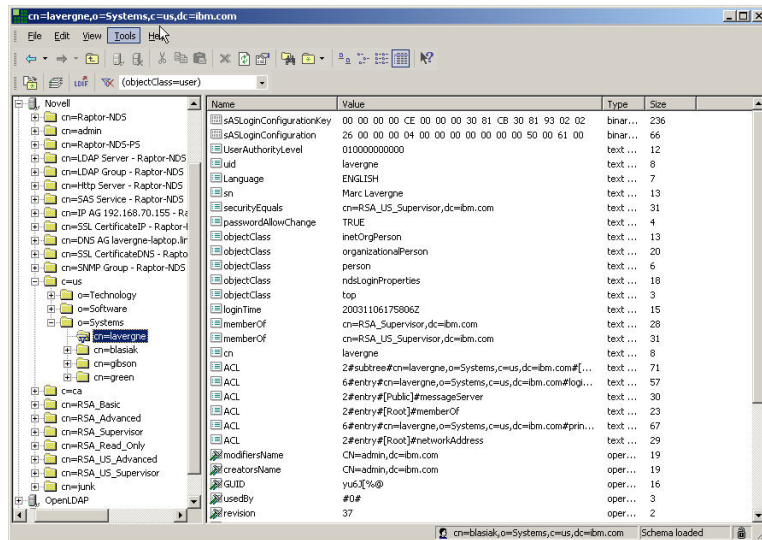 cn=lavergne,o=Systems,c=us,dc=ibm.com
File Edit View Tools Help
LDIF (objectClass=user)
Novell
cn=Raptor-NDS
cn=admin
cn=Raptor-NDS-PS
cn=LDAP Server - Raptor-NDS
cn=LDAP Group - Raptor-NDS
cn=Http Server - Raptor-NDS
cn=SAS Service - Raptor-NDS
cn=IP AG 192.168.70.155 - Ra
cn=SSL CertificateIP - Raptor-
cn=DNS AG lavergne-laptop.lir
cn=SSL CertificateDNS - Raptor
cn=SNMP Group - Raptor-NDS
c=us
o=Technology
o=Software
o=Systems
cn=lavergne
cn=blasiak
cn=gibson
cn=green
c=ca
cn=RSA_Basic
cn=RSA_Advanced
cn=RSA_Supervisor
cn=RSA_Read_Only
cn=RSA_US_Advanced
cn=RSA_US_Supervisor
cn=junk
OpenLDAP
Name Value Type Size
sASLoginConfigurationKey 00 00 00 00 CE 00 00 00 30 81 CB 30 81 93 02 02 binar... 236
sASLoginConfiguration 26 00 00 00 04 00 00 00 00 00 00 00 50 00 61 00 binar... 66
UserAuthorityLevel 010000000000 text ... 12
uid lavergne text ... 8
Language ENGLISH text ... 7
sn Marc Lavergne text ... 13
securityEquals cn=RSA_US_Supervisor,dc=ibm.com text ... 31
passwordAllowChange TRUE text ... 4
objectClass inetOrgPerson text ... 13
objectClass organizationalPerson text ... 20
objectClass person text ... 6
objectClass ndsLoginProperties text ... 18
objectClass top text ... 3
loginTime 20031106175806Z text ... 15
memberOf cn=RSA_Supervisor,dc=ibm.com text ... 28
memberOf cn=RSA_US_Supervisor,dc=ibm.com text ... 31
cn lavergne text ... 8
ACL 2#subtree#cn=lavergne,o=Systems,c=us,dc=ibm.com#[... text ... 71
ACL 6#entry#cn=lavergne,o=Systems,c=us,dc=ibm.com#logi... text ... 57
ACL 2#entry#[Public]#messageServer text ... 30
ACL 2#entry#[Root]#memberOf text ... 23
ACL 6#entry#cn=lavergne,o=Systems,c=us,dc=ibm.com#prin... text ... 67
ACL 2#entry#[Root]#networkAddress text ... 29
modifiersName CN=admin,dc=ibm.com oper... 19
creatorsName CN=admin,dc=ibm.com oper... 19
GUID yu6J[%@ oper... 16
usedBy #0# oper... 3
revision 37 oper... 2
cn=blasiak,o=Systems,c=us,dc=ibm.com Schema loaded